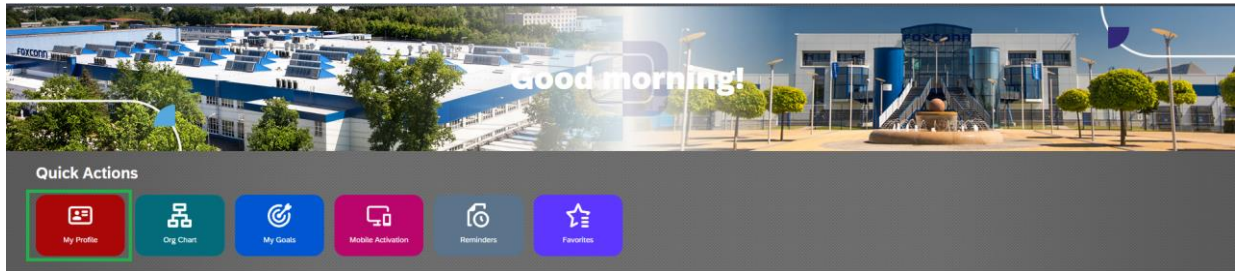 FOXCONN
FOXCONN
Good morning!
Quick Actions
My Profile
Org Chart
My Goals
Mobile Activation
Reminders
Favorites